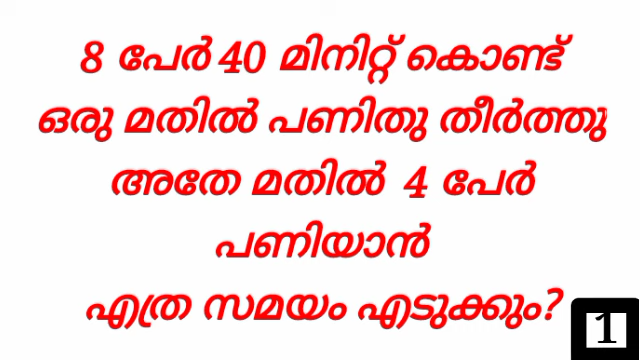 8 പേർ 40 മിനിറ്റ് കൊണ്ട്
ഒരു മതിൽ പണിതു തീർത്തു
അതേ മതിൽ 4 പേർ
പണിയാൻ
എത്ര സമയം എടുക്കും?
1